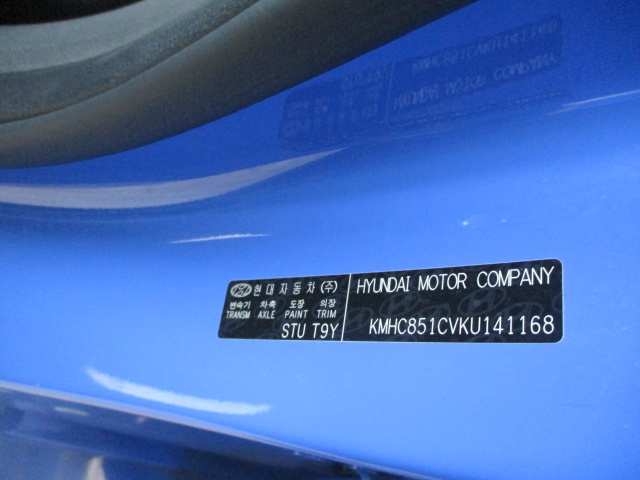 현대자동차(주)
변속기 차축 도장 의장
TRANSM AXLE PAINT TRIM
STU T9Y
HYUNDAI MOTOR COMPANY
KMHC851CVKU141168